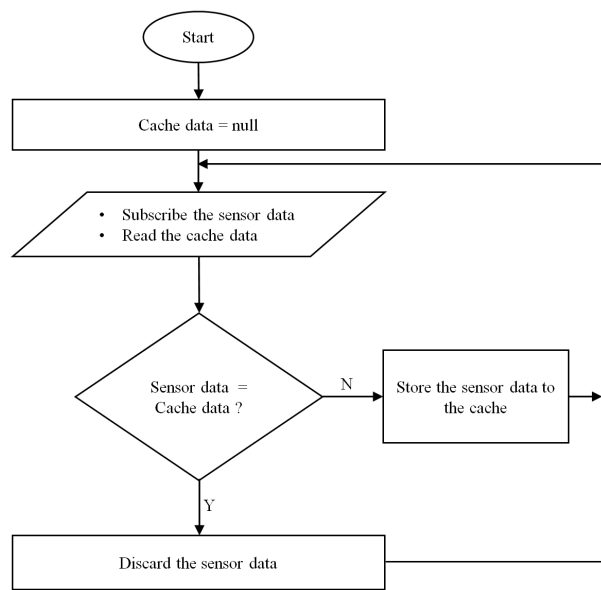 Start
Cache data = null
• Subscribe the sensor data
• Read the cache data
Sensor data =
Cache data ?
N
Store the sensor data to
the cache
Y
Discard the sensor data